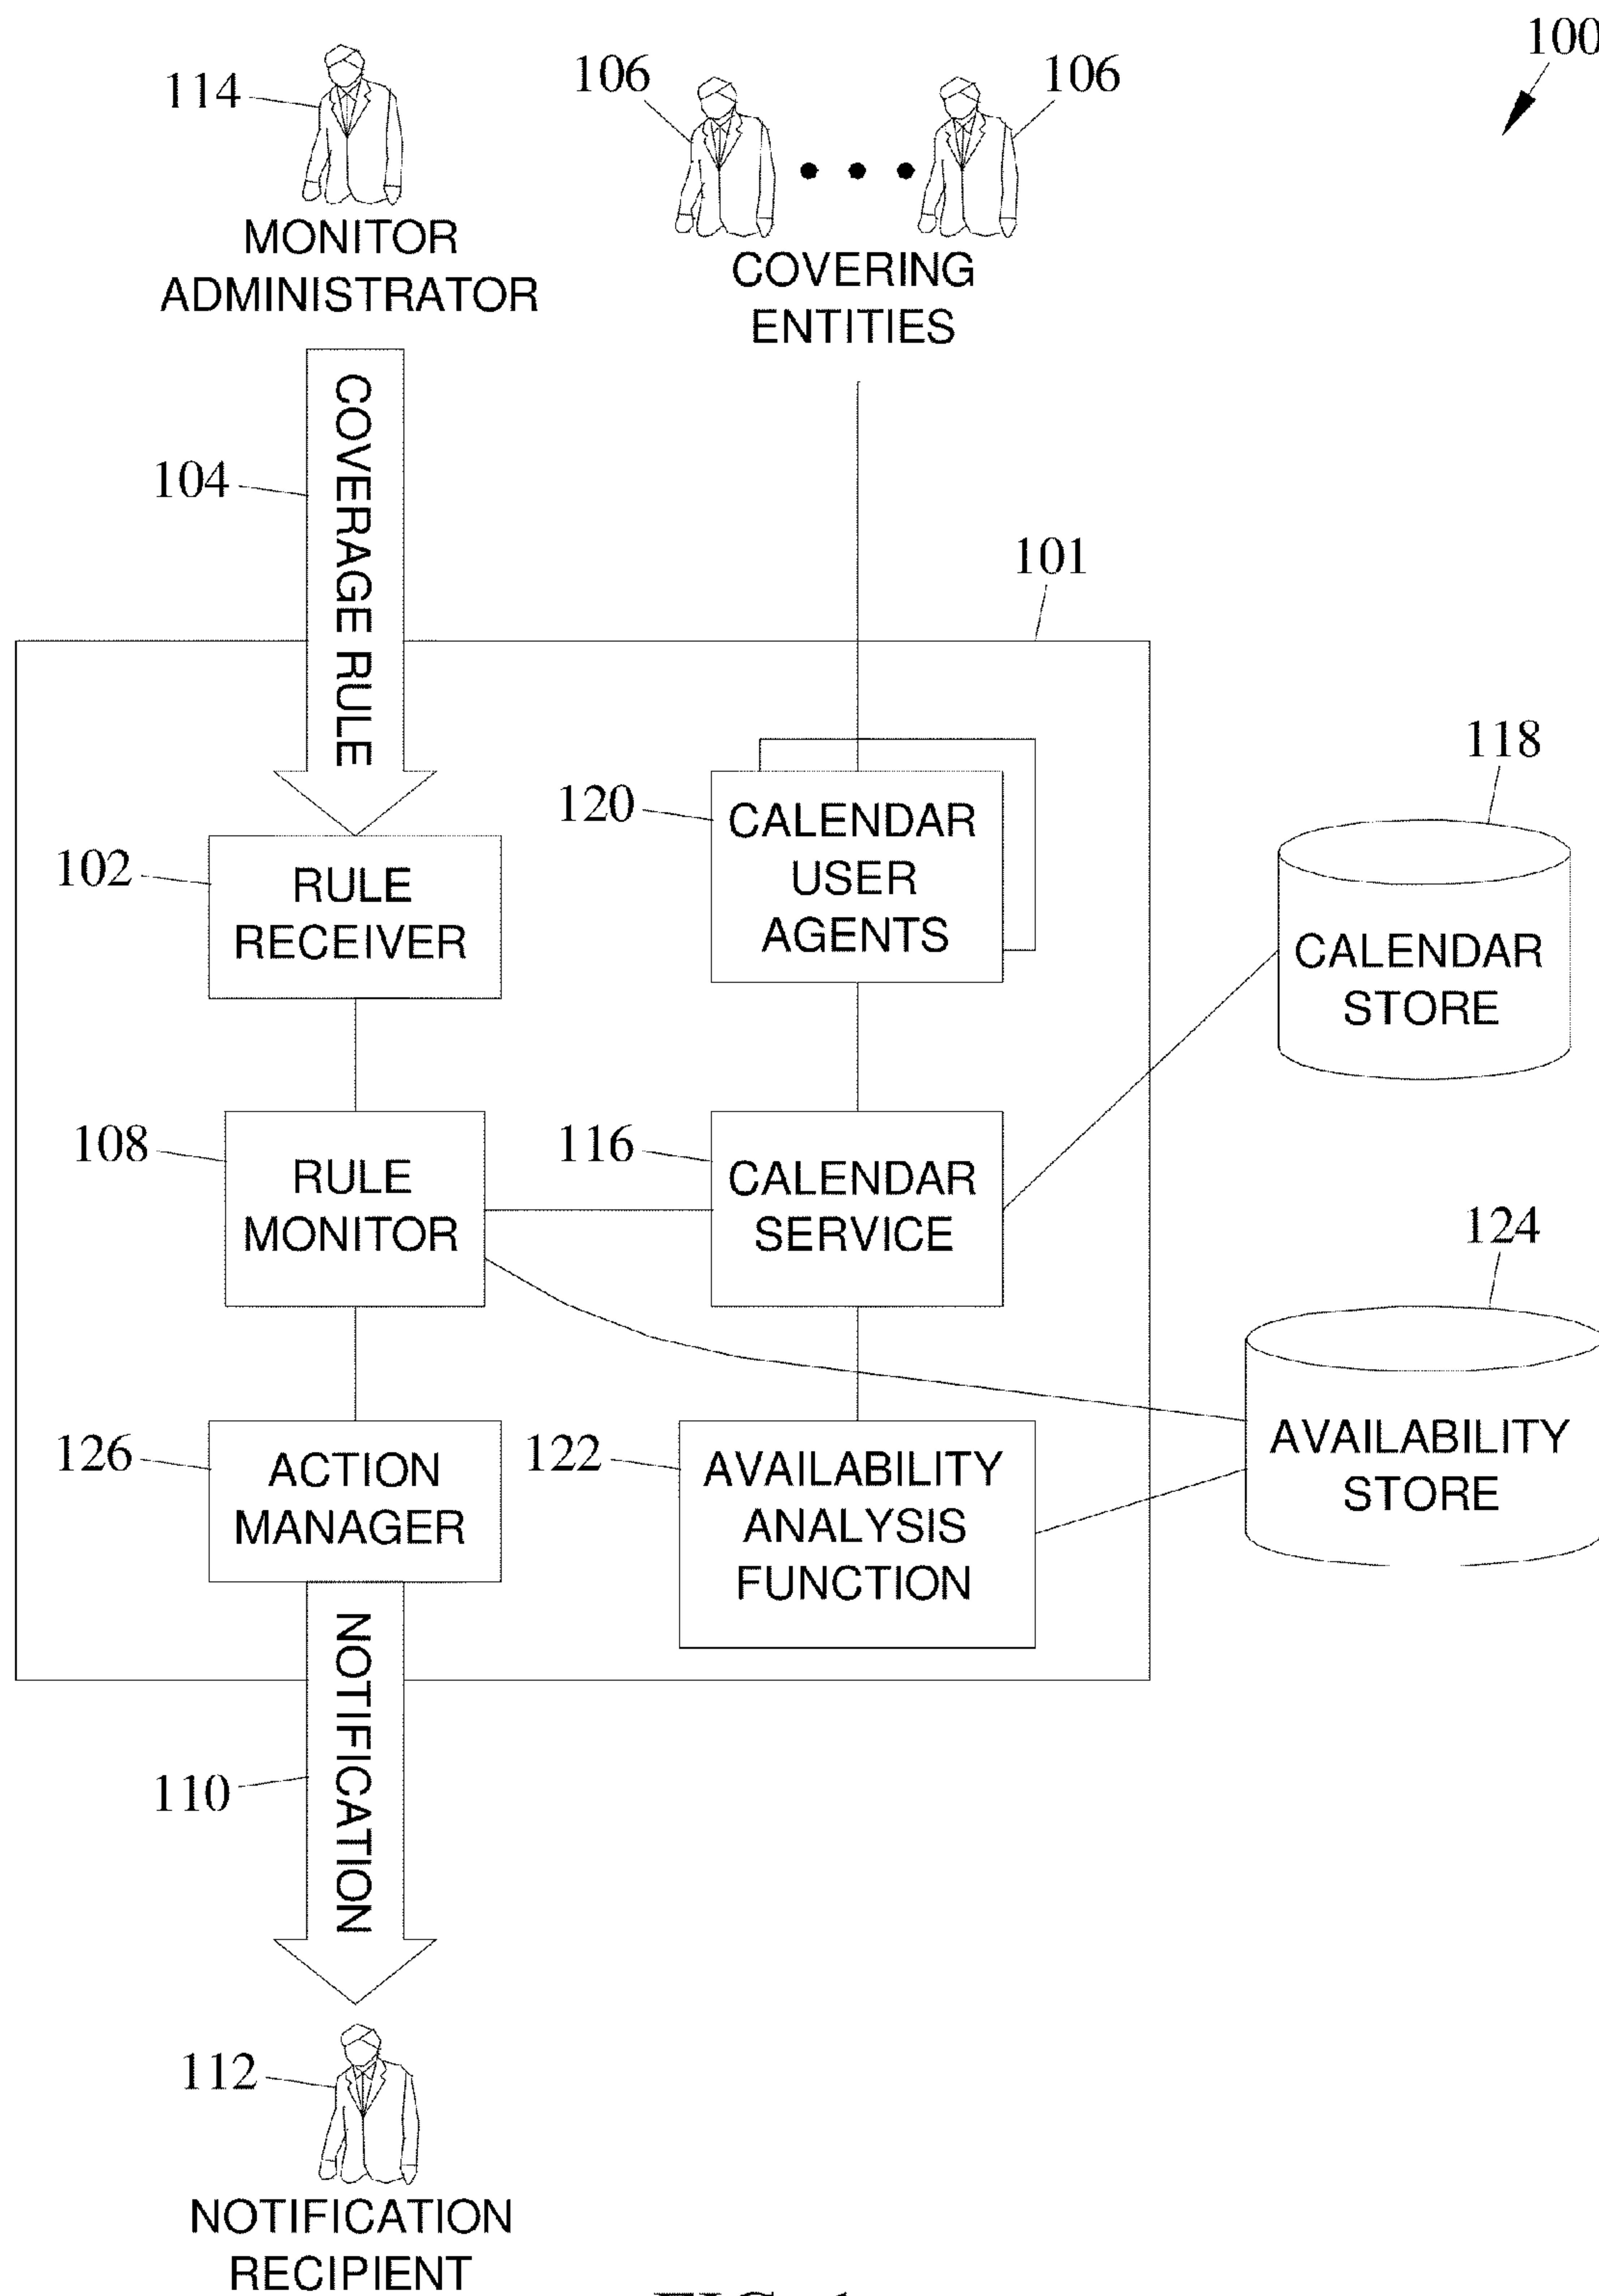 100
114
106
106
MONITOR
ADMINISTRATOR
COVERING
ENTITIES
104
COVERAGE RULE
101
118
120
CALENDAR
USER
AGENTS
102
RULE
RECEIVER
CALENDAR
STORE
108
RULE
MONITOR
116
CALENDAR
SERVICE
124
126
ACTION
MANAGER
122
AVAILABILITY
ANALYSIS
FUNCTION
AVAILABILITY
STORE
NOTIFICATION
110
112
NOTIFICATION
RECIPIENT